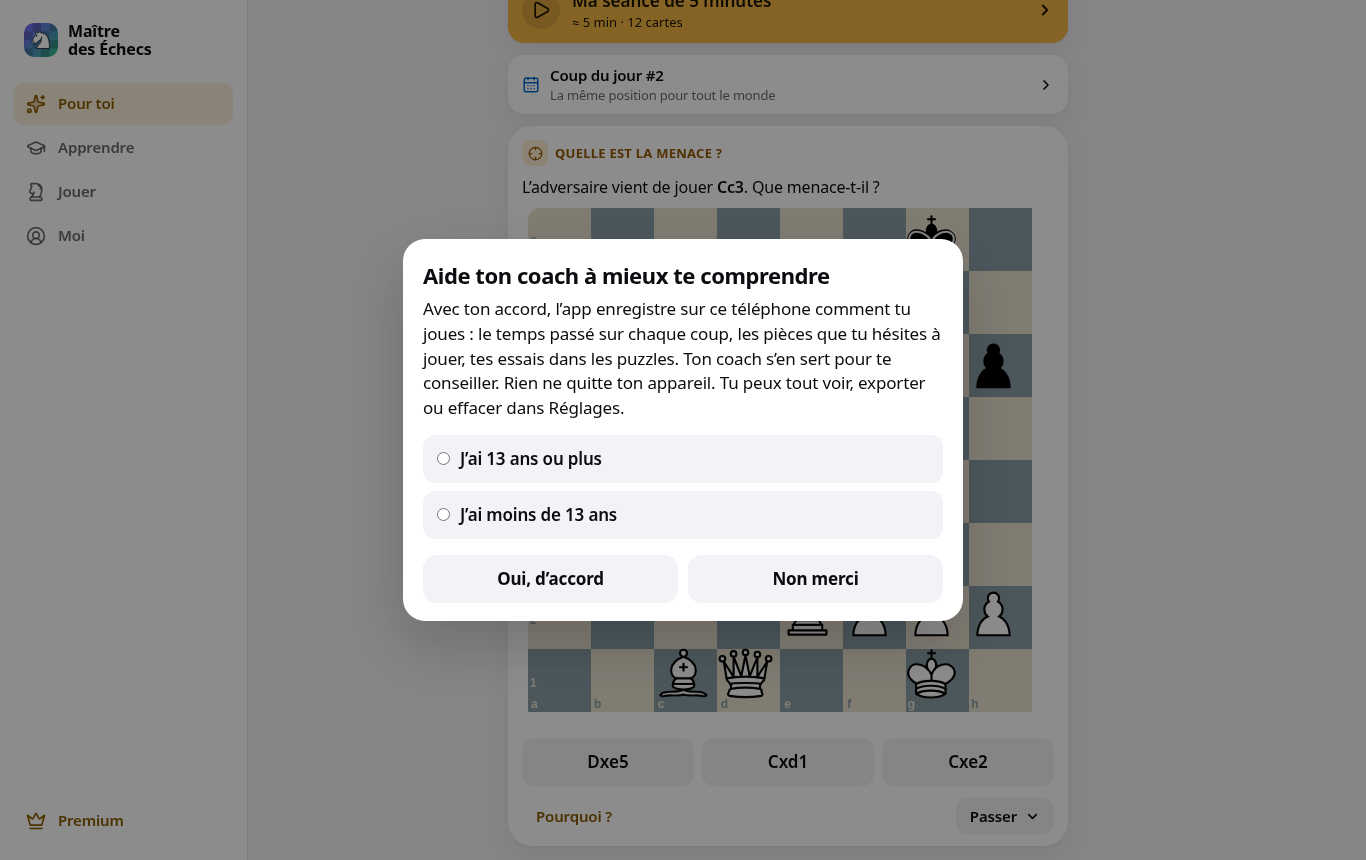 Maître
des Échecs
Pour toi
Apprendre
Jouer
Moi
Premium
Ma séance de 5 minutes
≈ 5 min · 12 cartes
Coup du jour #2
La même position pour tout le monde
QUELLE EST LA MENACE ?
L’adversaire vient de jouer Cc3. Que menace-t-il ?
Aide ton coach à mieux te comprendre
Avec ton accord, l’app enregistre sur ce téléphone comment tu
joues : le temps passé sur chaque coup, les pièces que tu hésites à
jouer, tes essais dans les puzzles. Ton coach s’en sert pour te
conseiller. Rien ne quitte ton appareil. Tu peux tout voir, exporter
ou effacer dans Réglages.
J’ai 13 ans ou plus
J’ai moins de 13 ans
Oui, d’accord
Non merci
1
a b c d e f g h
Dxe5
Cxd1
Cxe2
Pourquoi ?
Passer